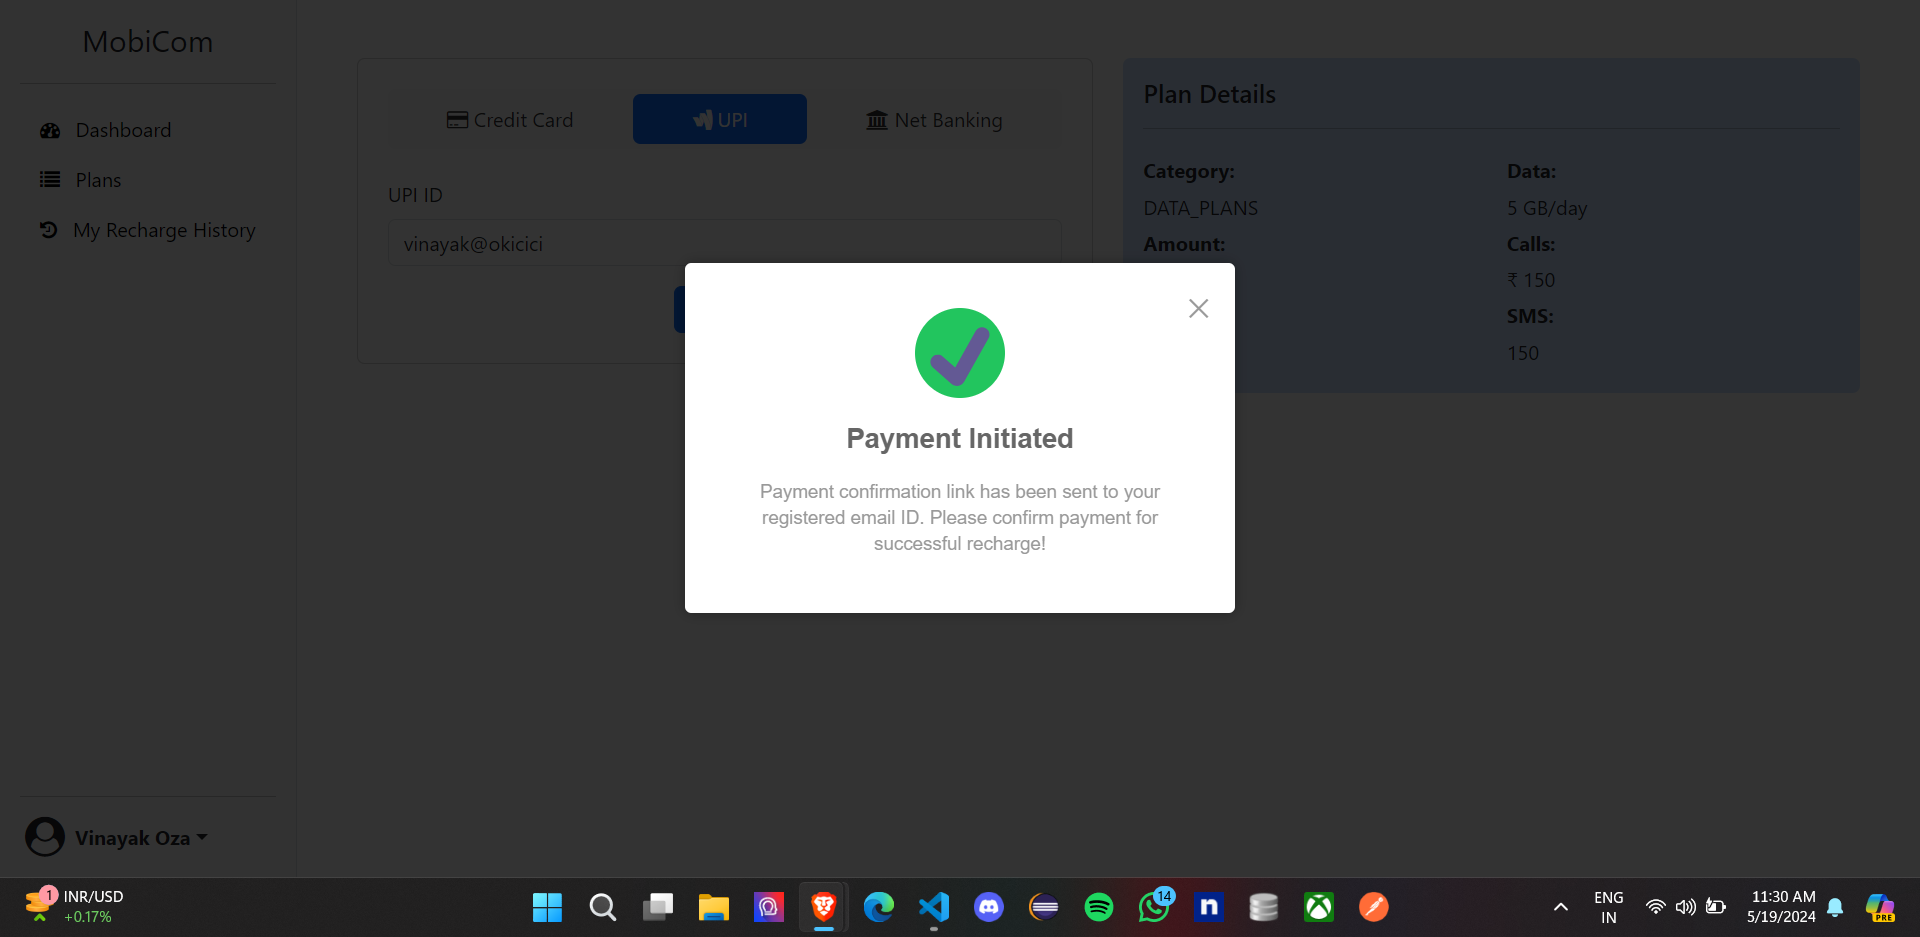 MobiCom
Dashboard
Plans
My Recharge History
Credit Card
UPI
Net Banking
UPI ID
vinayak@okicici
Plan Details
Category:
DATA_PLANS
Amount:
Data:
5 GB/day
Calls:
₹ 150
SMS:
150
Payment Initiated
Payment confirmation link has been sent to your
registered email ID. Please confirm payment for
successful recharge!
Vinayak Oza
1
INR/USD
+0.17%
14
n
ENG
IN
11:30 AM
5/19/2024
PRE